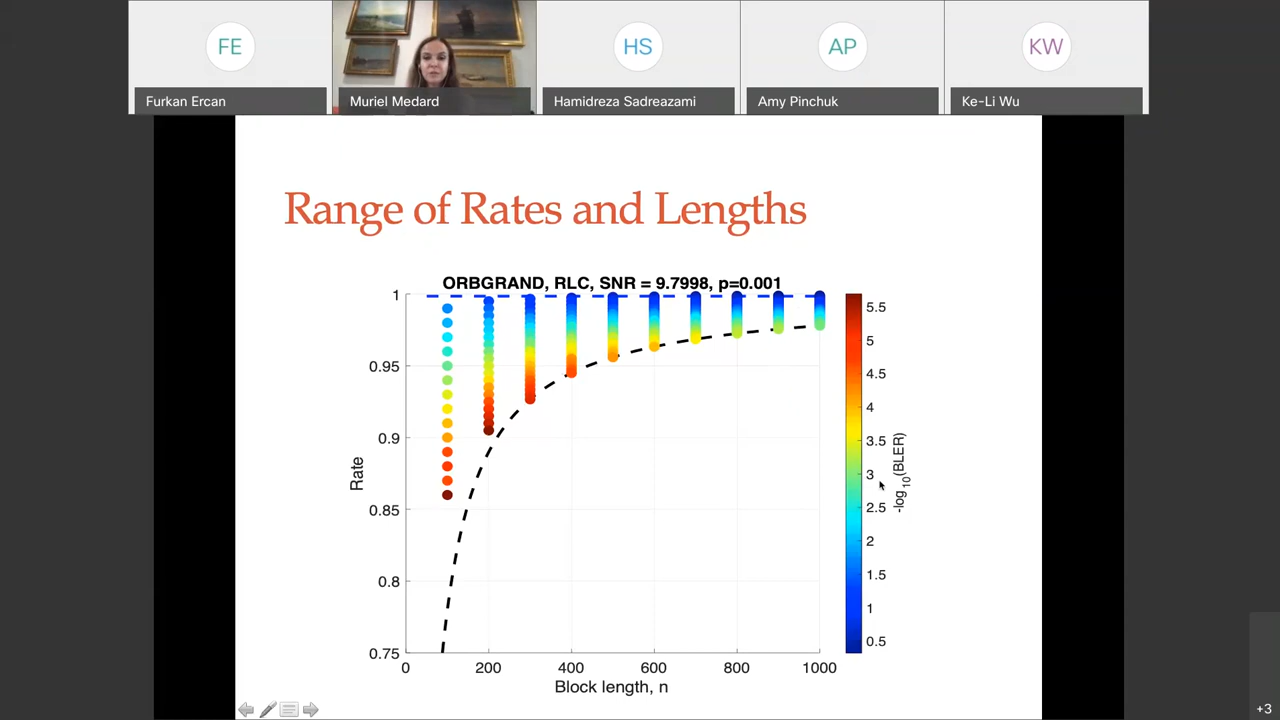 FE
HS
AP
KW
Furkan Ercan
Muriel Medard
Hamidreza Sadreazami
Amy Pinchuk
Ke-Li Wu
Range of Rates and Lengths
ORBGRAND, RLC, SNR = 9.7998, p=0.001
1
0.95
0.9
0.85
0.8
0.75
Rate
0
200
400
600
800
1000
Block length, n
5.5
5
4.5
4
3.5
3
2.5
2
1.5
1
0.5
-log10(BLER)
+3